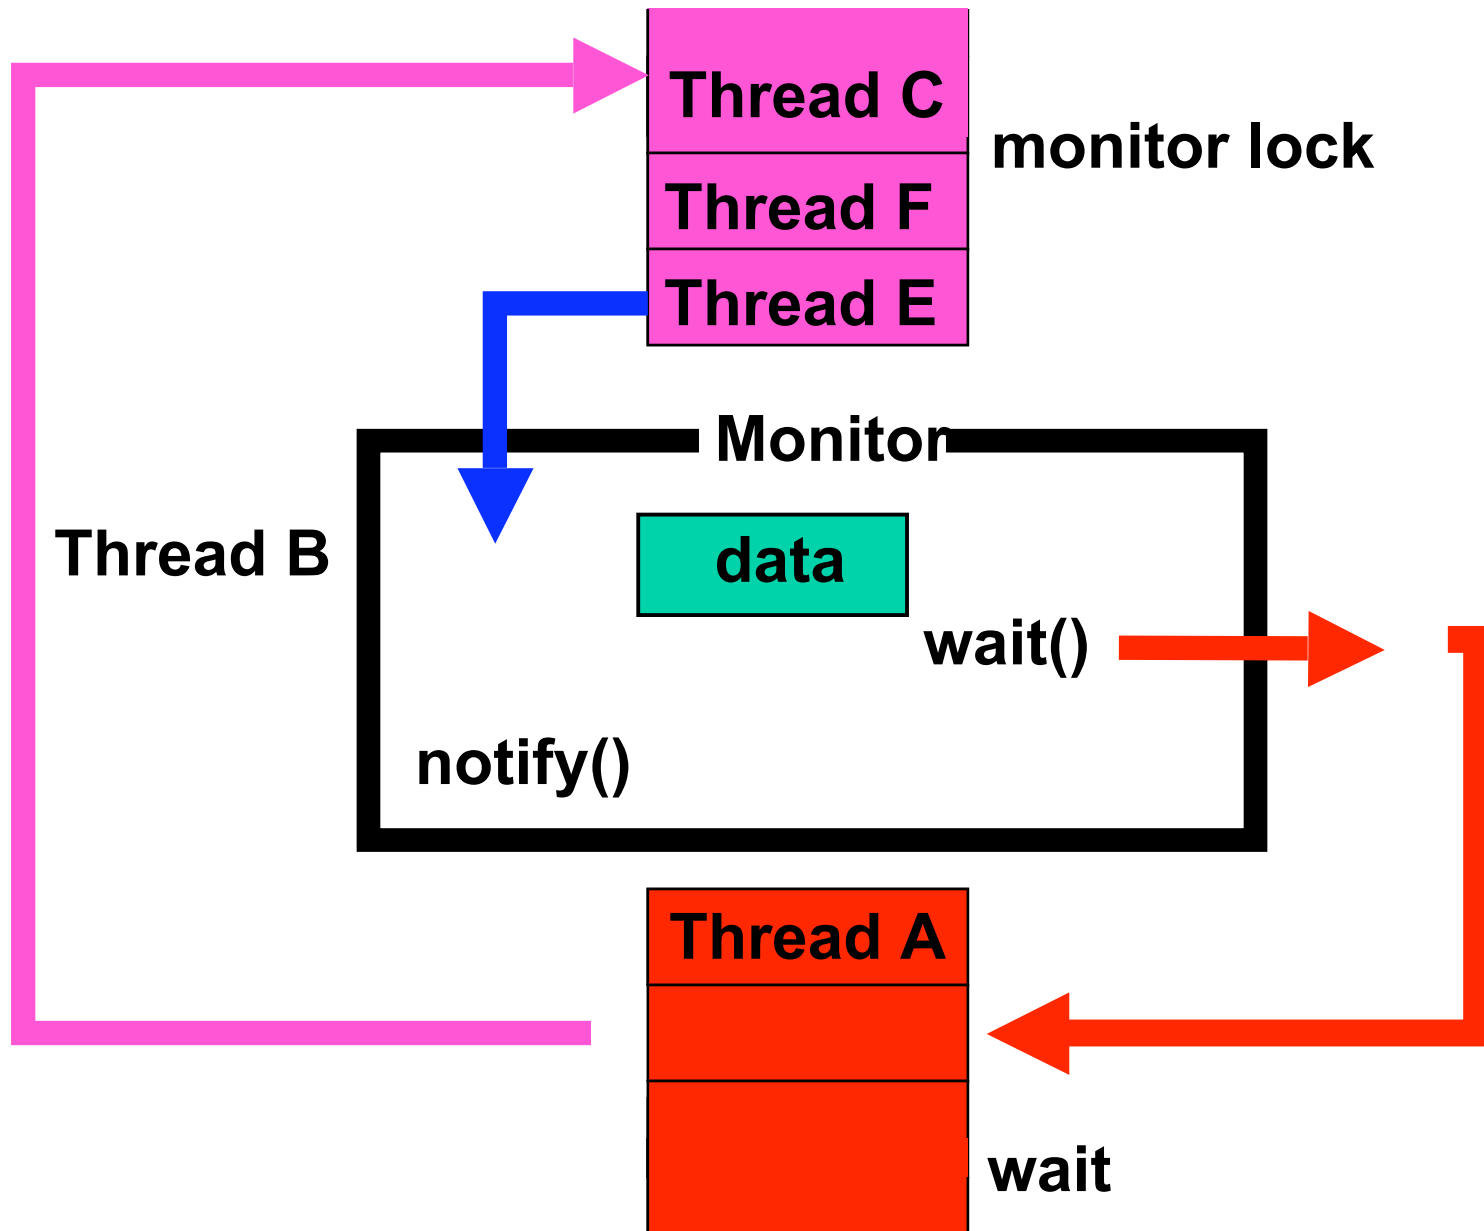 Thread C
monitor lock
Thread F
Thread E
Monitor
Thread B
data
wait()
notify()
Thread A
wait